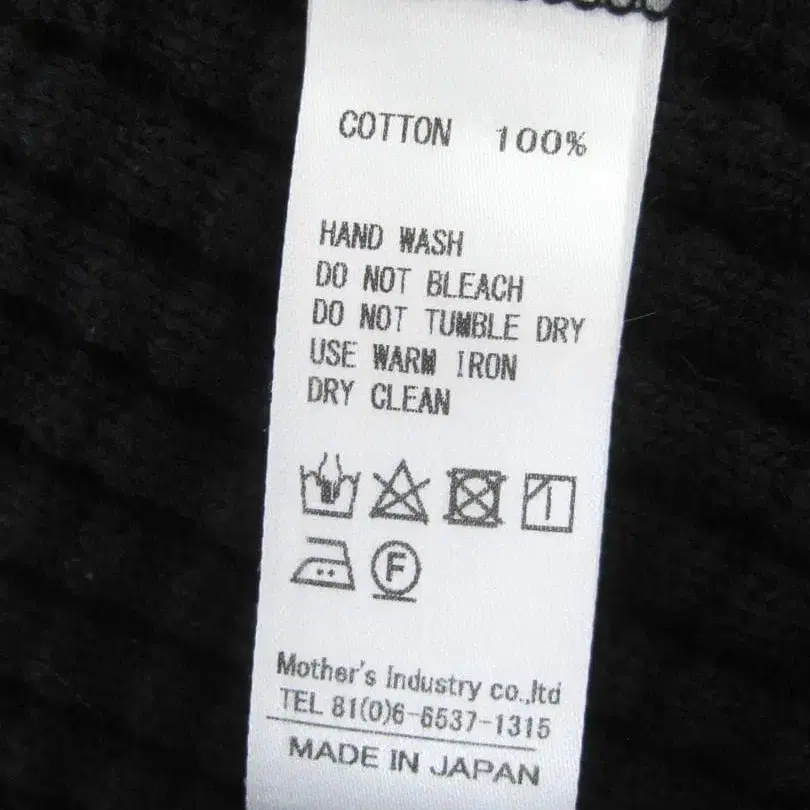 COTTON 100%
HAND WASH
DO NOT BLEACH
DO NOT TUMBLE DRY
USE WARM IRON
DRY CLEAN
F
Mother's Industry co.,ltd
TEL 81(0)6-6537-1315
MADE IN JAPAN